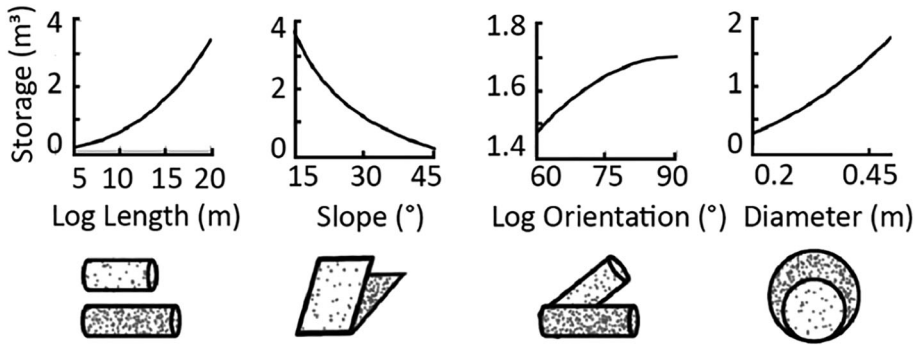 Storage (m³)
4
2
0
5 10 15 20
Log Length (m)
4
2
0
15 30 45
Slope (°)
1.8
1.6
1.4
60 75 90
Log Orientation (°)
2
1
0
0.2 0.45
Diameter (m)